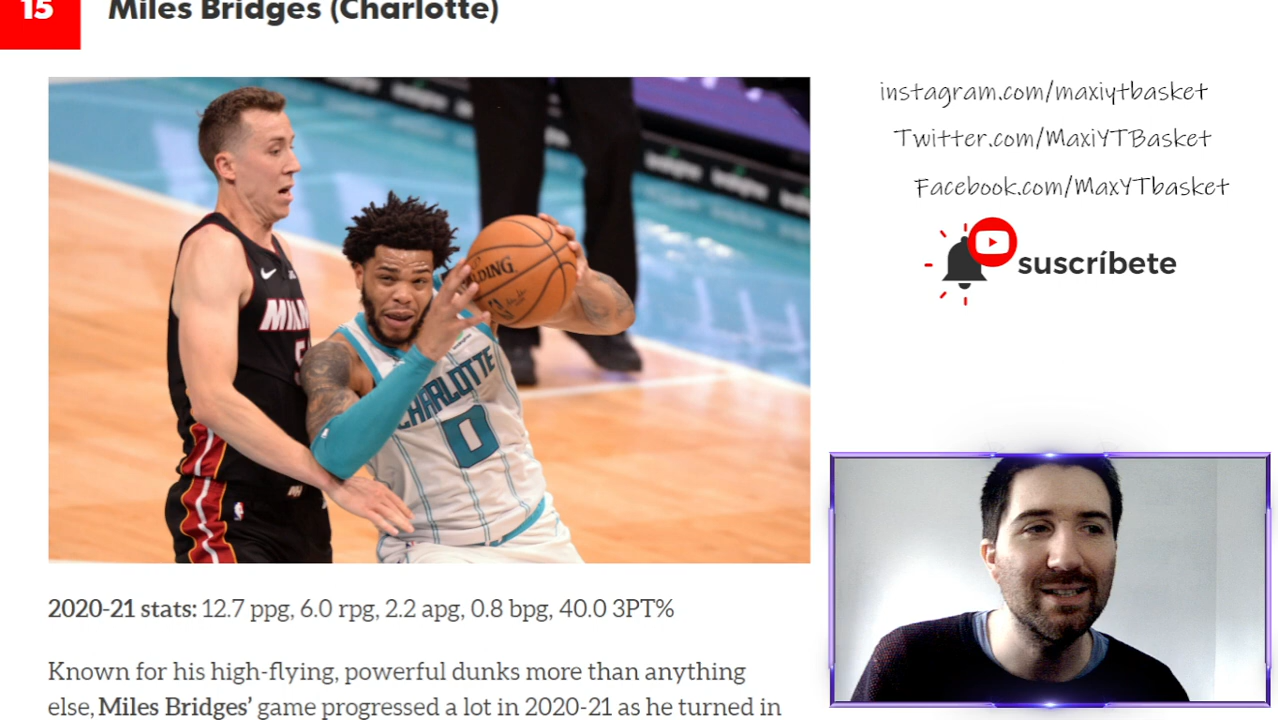 15 Miles Bridges (Charlotte)
instagram.com/maxiytbasket
Twitter.com/MaxiYTBasket
Facebook.com/MaxYTbasket
suscríbete
CHARLOTTE
0
2020-21 stats: 12.7 ppg, 6.0 rpg, 2.2 apg, 0.8 bpg, 40.0 3PT%
Known for his high-flying, powerful dunks more than anything
else, Miles Bridges’ game progressed a lot in 2020-21 as he turned in